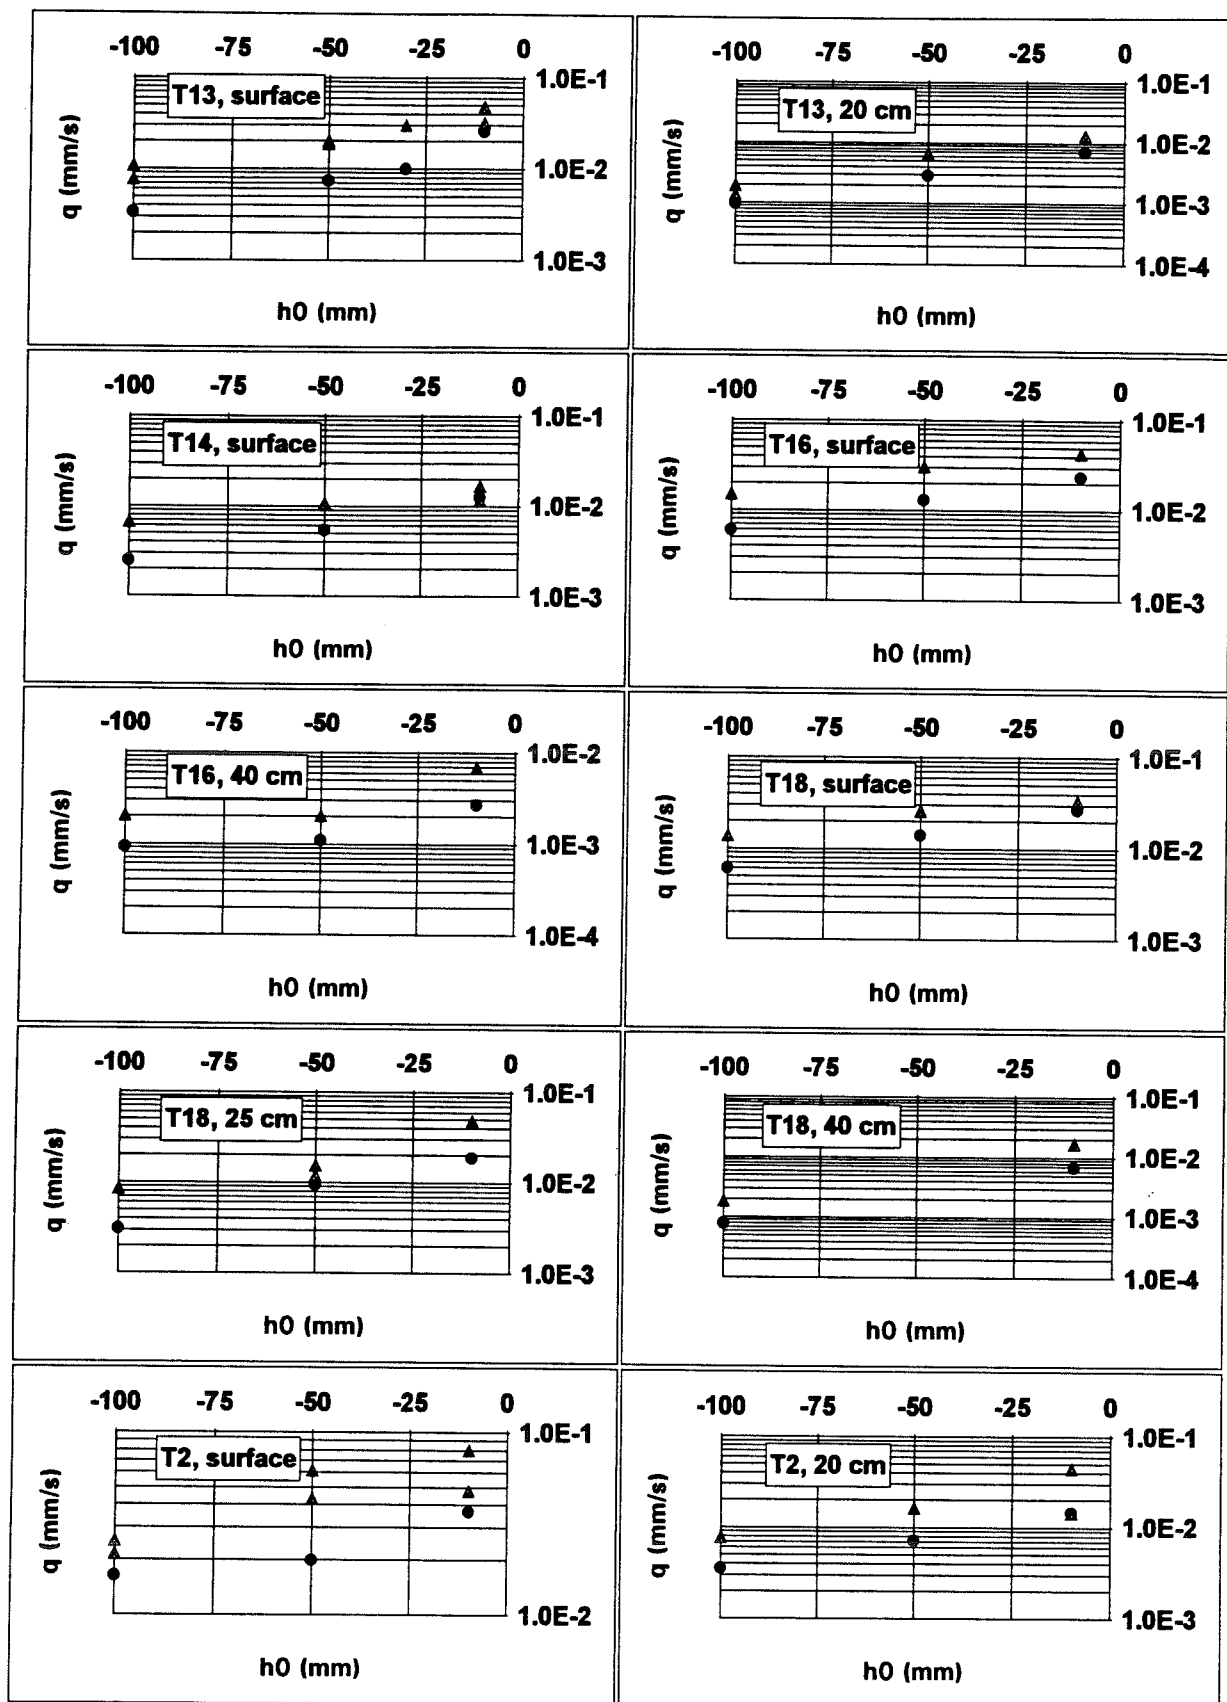 -100 -75 -50 -25 0
T13, surface
1.0E-1
1.0E-2
1.0E-3
q (mm/s)
h0 (mm)
-100 -75 -50 -25 0
T13, 20 cm
1.0E-1
1.0E-2
1.0E-3
1.0E-4
q (mm/s)
h0 (mm)
-100 -75 -50 -25 0
T14, surface
1.0E-1
1.0E-2
1.0E-3
q (mm/s)
h0 (mm)
-100 -75 -50 -25 0
T16, surface
1.0E-1
1.0E-2
1.0E-3
q (mm/s)
h0 (mm)
-100 -75 -50 -25 0
T16, 40 cm
1.0E-2
1.0E-3
1.0E-4
q (mm/s)
h0 (mm)
-100 -75 -50 -25 0
T18, surface
1.0E-1
1.0E-2
1.0E-3
q (mm/s)
h0 (mm)
-100 -75 -50 -25 0
T18, 25 cm
1.0E-1
1.0E-2
1.0E-3
q (mm/s)
h0 (mm)
-100 -75 -50 -25 0
T18, 40 cm
1.0E-1
1.0E-2
1.0E-3
1.0E-4
q (mm/s)
h0 (mm)
-100 -75 -50 -25 0
T2, surface
1.0E-1
1.0E-2
q (mm/s)
h0 (mm)
-100 -75 -50 -25 0
T2, 20 cm
1.0E-1
1.0E-2
1.0E-3
q (mm/s)
h0 (mm)